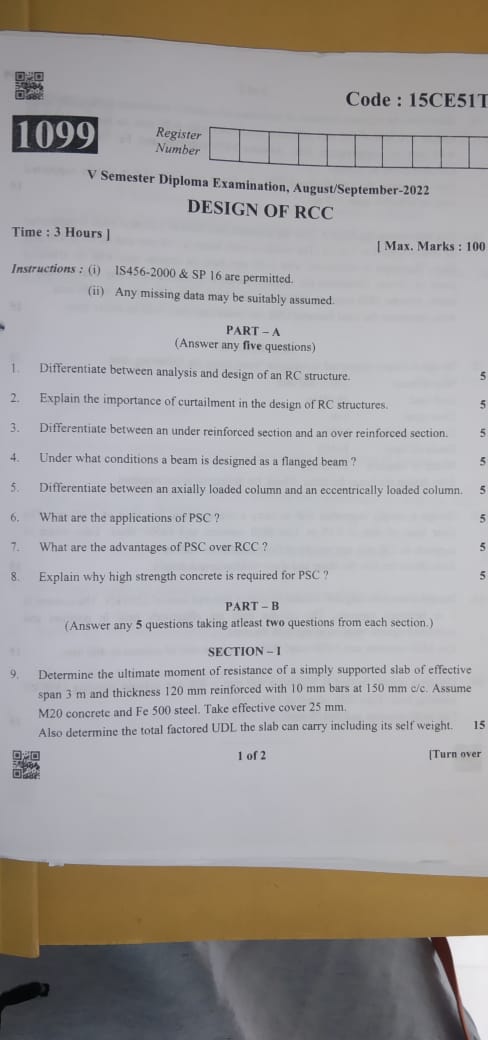 Code : 15CE51T
1099
Register
Number
V Semester Diploma Examination, August/September-2022
DESIGN OF RCC
Time : 3 Hours ]
[ Max. Marks : 100
Instructions : (i) IS456-2000 & SP 16 are permitted.
(ii) Any missing data may be suitably assumed.
PART – A
(Answer any five questions)
1. Differentiate between analysis and design of an RC structure. 5
2. Explain the importance of curtailment in the design of RC structures. 5
3. Differentiate between an under reinforced section and an over reinforced section. 5
4. Under what conditions a beam is designed as a flanged beam ? 5
5. Differentiate between an axially loaded column and an eccentrically loaded column. 5
6. What are the applications of PSC ? 5
7. What are the advantages of PSC over RCC ? 5
8. Explain why high strength concrete is required for PSC ? 5
PART – B
(Answer any 5 questions taking atleast two questions from each section.)
SECTION – I
9. Determine the ultimate moment of resistance of a simply supported slab of effective
span 3 m and thickness 120 mm reinforced with 10 mm bars at 150 mm c/c. Assume
M20 concrete and Fe 500 steel. Take effective cover 25 mm.
Also determine the total factored UDL the slab can carry including its self weight. 15
1 of 2
[Turn over